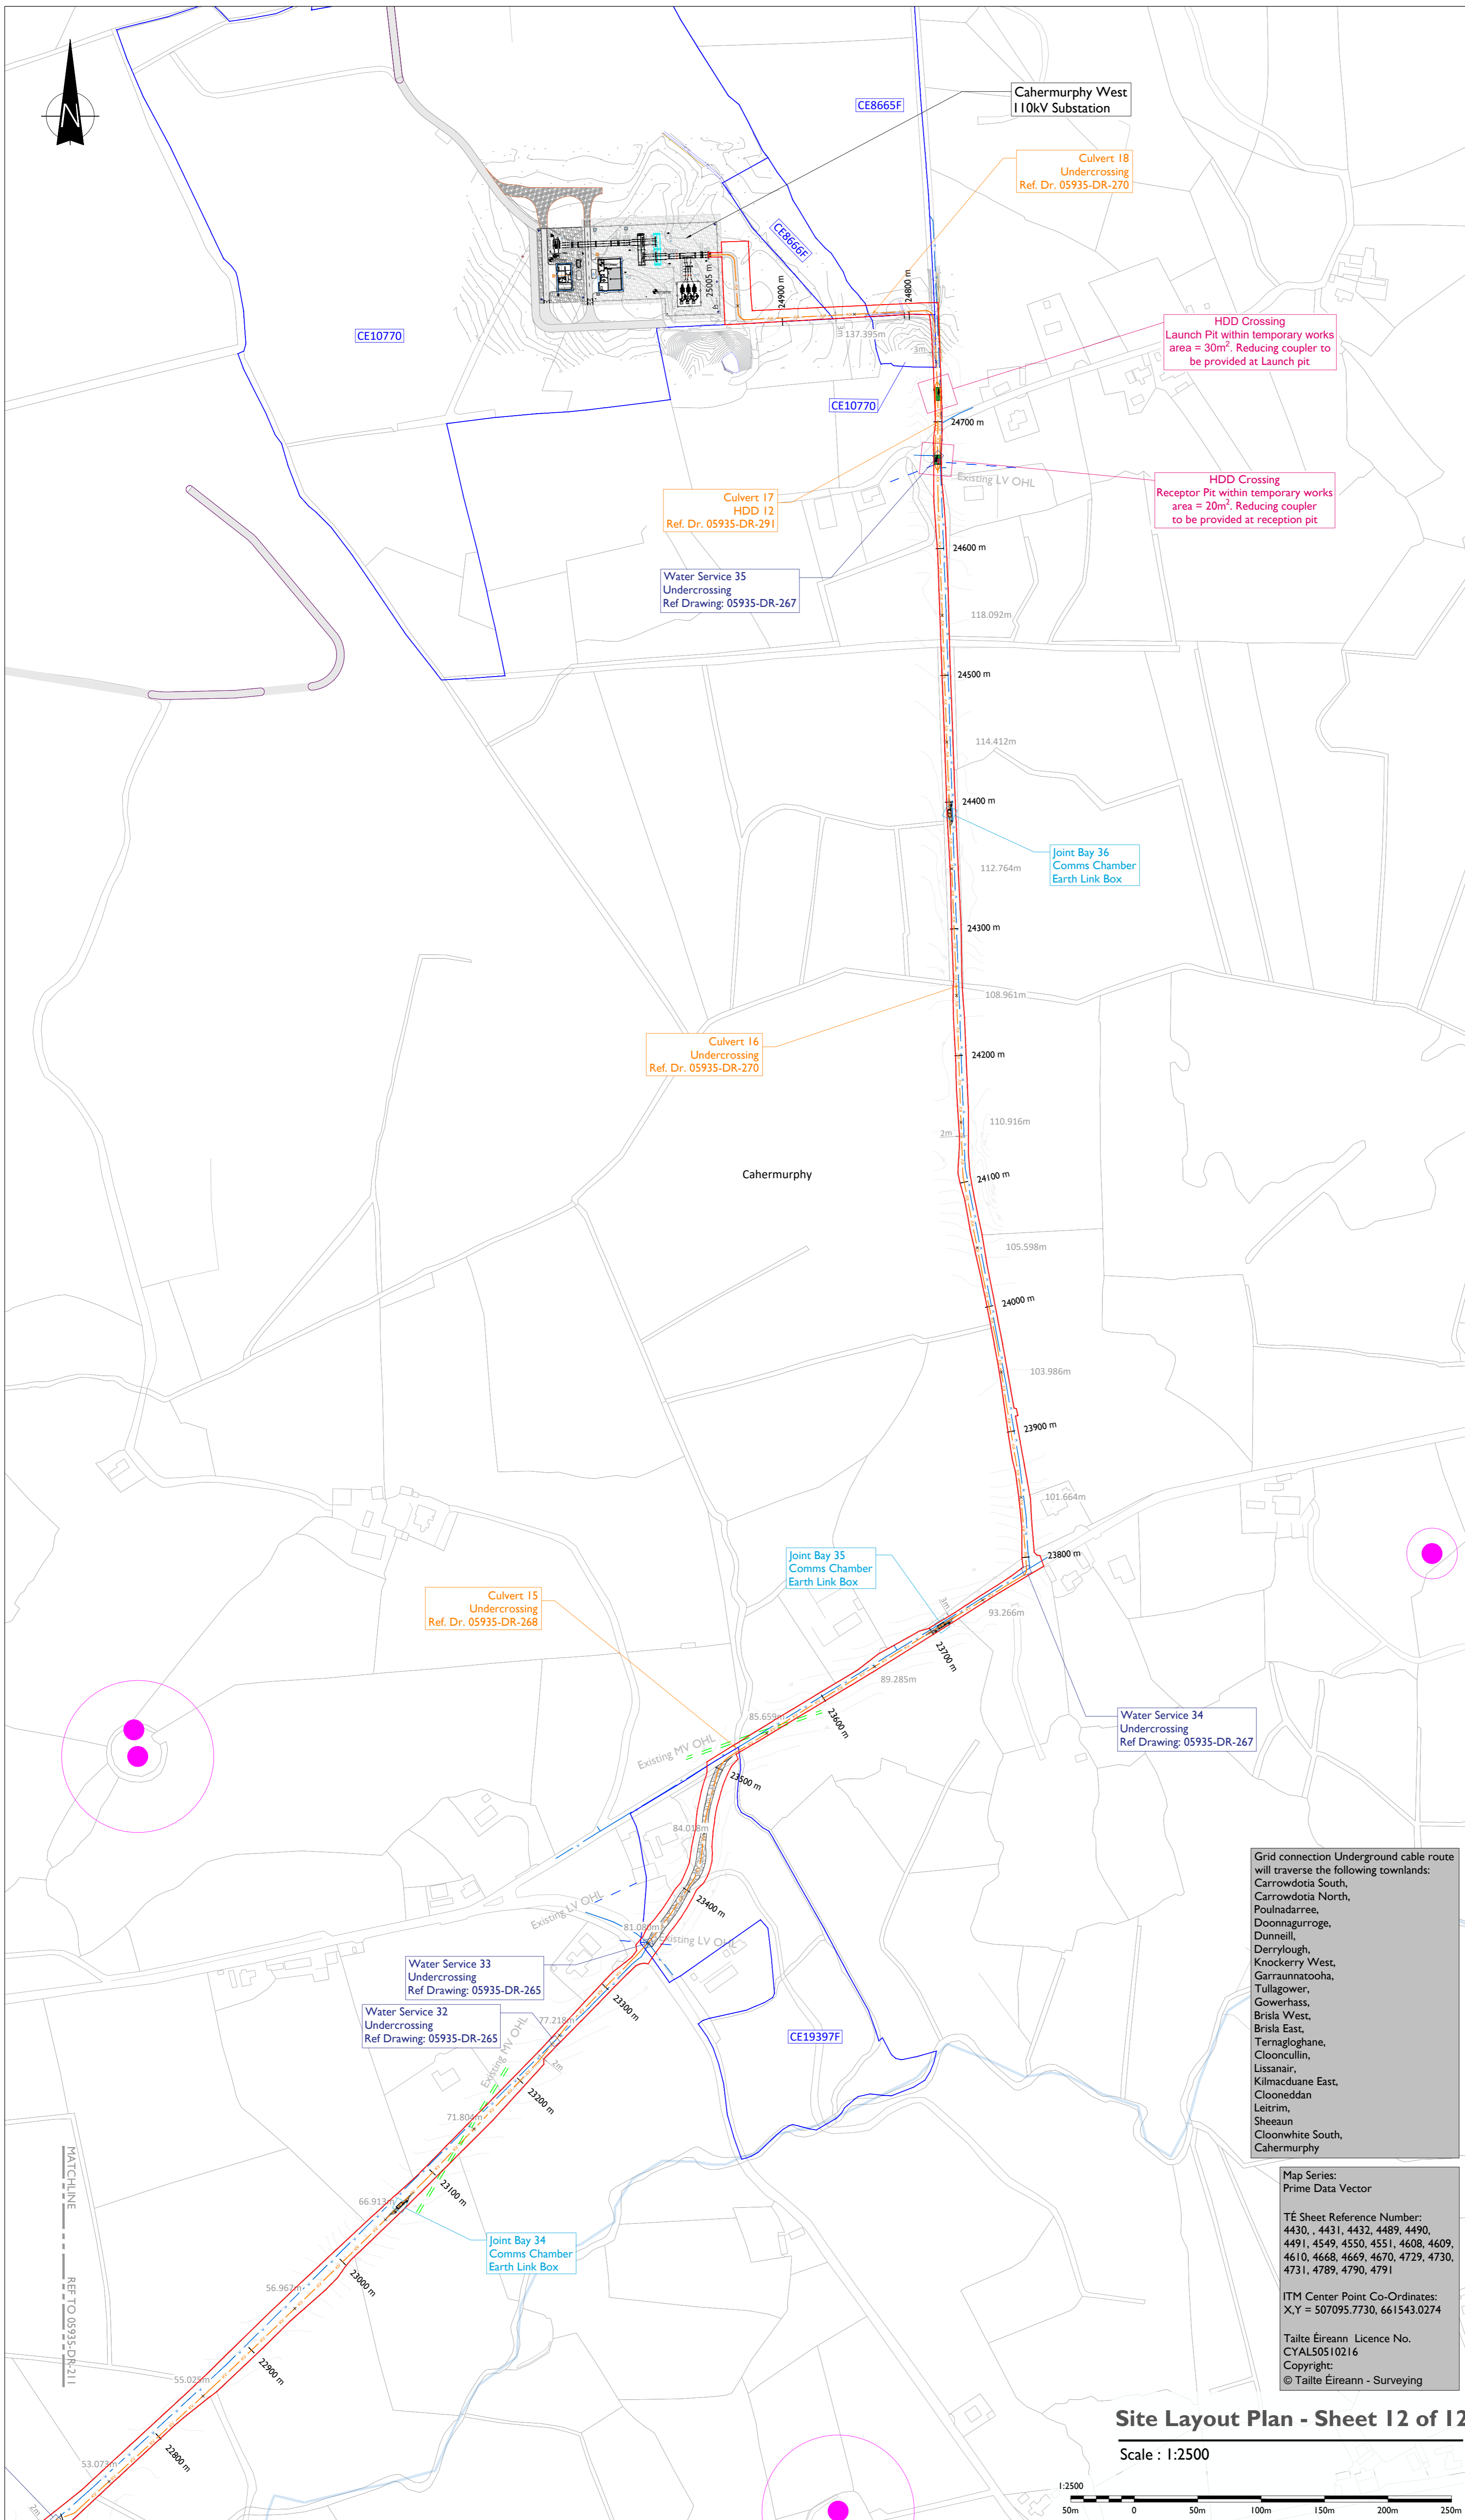 N
Cahermurphy West
110kV Substation
CE8665F
Culvert 18
Undercrossing
Ref. Dr. 05935-DR-270
CE8666F
25005 m
24900 m
24800 m
137.395m
3m
3m
CE10770
CE10770
HDD Crossing
Launch Pit within temporary works
area = 30m². Reducing coupler to
be provided at Launch pit
24700 m
HDD Crossing
Receptor Pit within temporary works
area = 20m². Reducing coupler
to be provided at reception pit
Existing LV OHL
Culvert 17
HDD 12
Ref. Dr. 05935-DR-291
24600 m
Water Service 35
Undercrossing
Ref Drawing: 05935-DR-267
118.092m
24500 m
114.412m
24400 m
Joint Bay 36
Comms Chamber
Earth Link Box
112.764m
24300 m
108.961m
Culvert 16
Undercrossing
Ref. Dr. 05935-DR-270
24200 m
110.916m
2m
Cahermurphy
24100 m
105.598m
24000 m
103.986m
23900 m
101.664m
23800 m
Joint Bay 35
Comms Chamber
Earth Link Box
3m
93.266m
Culvert 15
Undercrossing
Ref. Dr. 05935-DR-268
23700 m
89.285m
23600 m
85.659m
Water Service 34
Undercrossing
Ref Drawing: 05935-DR-267
Existing MV OHL
23500 m
84.018m
23400 m
Existing LV OHL
81.080m
Existing LV OHL
Water Service 33
Undercrossing
Ref Drawing: 05935-DR-265
23300 m
Water Service 32
Undercrossing
Ref Drawing: 05935-DR-265
77.218m
Existing MV OHL
2m
CE19397F
23200 m
71.804m
23100 m
66.913m
Joint Bay 34
Comms Chamber
Earth Link Box
23000 m
56.967m
22900 m
55.025m
22800 m
53.073m
2m
MATCHLINE
REF TO 05935-DR-211
Grid connection Underground cable route
will traverse the following townlands:
Carrowdotia South,
Carrowdotia North,
Poulnadarree,
Doonnagurroge,
Dunneill,
Derrylough,
Knockerry West,
Garraunnatooha,
Tullagower,
Gowerhass,
Brisla West,
Brisla East,
Ternagloghane,
Clooncullin,
Lissanair,
Kilmacduane East,
Clooneddan
Leitrim,
Sheeaun
Cloonwhite South,
Cahermurphy
Map Series:
Prime Data Vector
TÉ Sheet Reference Number:
4430, , 4431, 4432, 4489, 4490,
4491, 4549, 4550, 4551, 4608, 4609,
4610, 4668, 4669, 4670, 4729, 4730,
4731, 4789, 4790, 4791
ITM Center Point Co-Ordinates:
X,Y = 507095.7730, 661543.0274
Tailte Éireann Licence No.
CYAL50510216
Copyright:
© Tailte Éireann - Surveying
Site Layout Plan - Sheet 12 of 12
Scale : 1:2500
1:2500
50m 0 50m 100m 150m 200m 250m